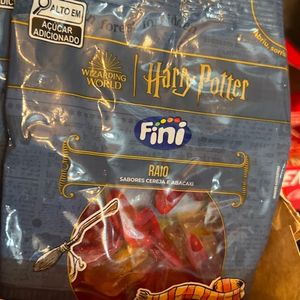 ALTO EM
AÇÚCAR
ADICIONADO
WIZARDING
WORLD
Harry Potter
Fini
RAIO
SABORES CEREJA E ABACAXI